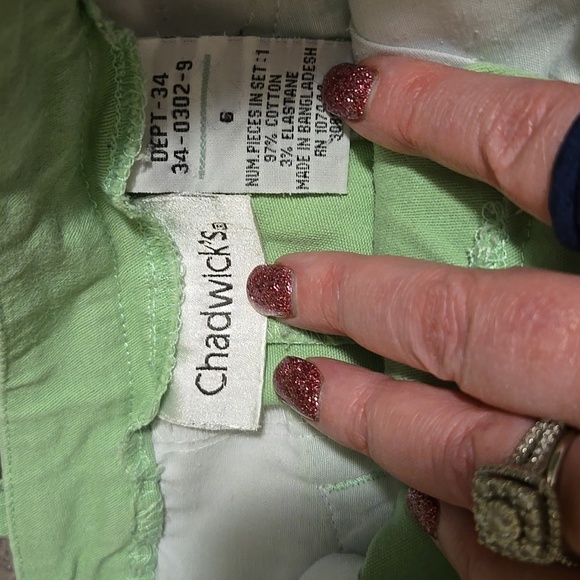 DEPT-34
34-0302-9
6
NUM.PIECES IN SET:1
97% COTTON
3% ELASTANE
MADE IN BANGLADESH
RN
Chadwick's®